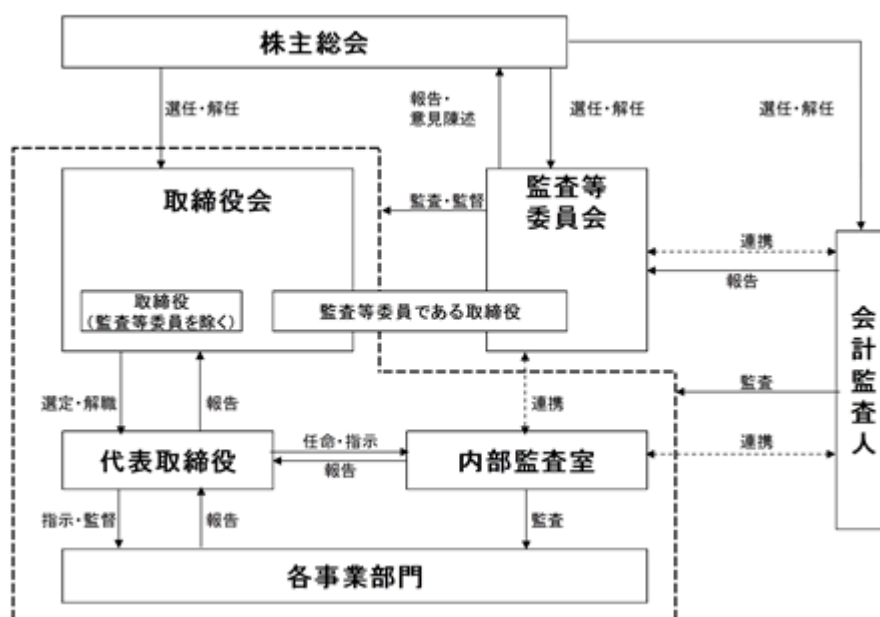 株主総会
選任・解任
報告・
意見陳述
選任・解任
選任・解任
取締役会
監査・監督
監査等
委員会
連携
報告
取締役
(監査等委員を除く)
監査等委員である取締役
会計監査人
選定・解職
報告
連携
監査
代表取締役
任命・指示
報告
内部監査室
連携
指示・監督
報告
監査
各事業部門